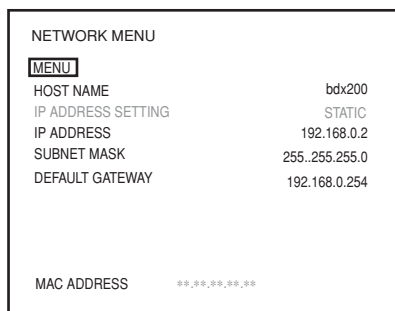 NETWORK MENU
MENU
HOST NAME bdx200
IP ADDRESS SETTING STATIC
IP ADDRESS 192.168.0.2
SUBNET MASK 255..255.255.0
DEFAULT GATEWAY 192.168.0.254
MAC ADDRESS **.**.**.**.**